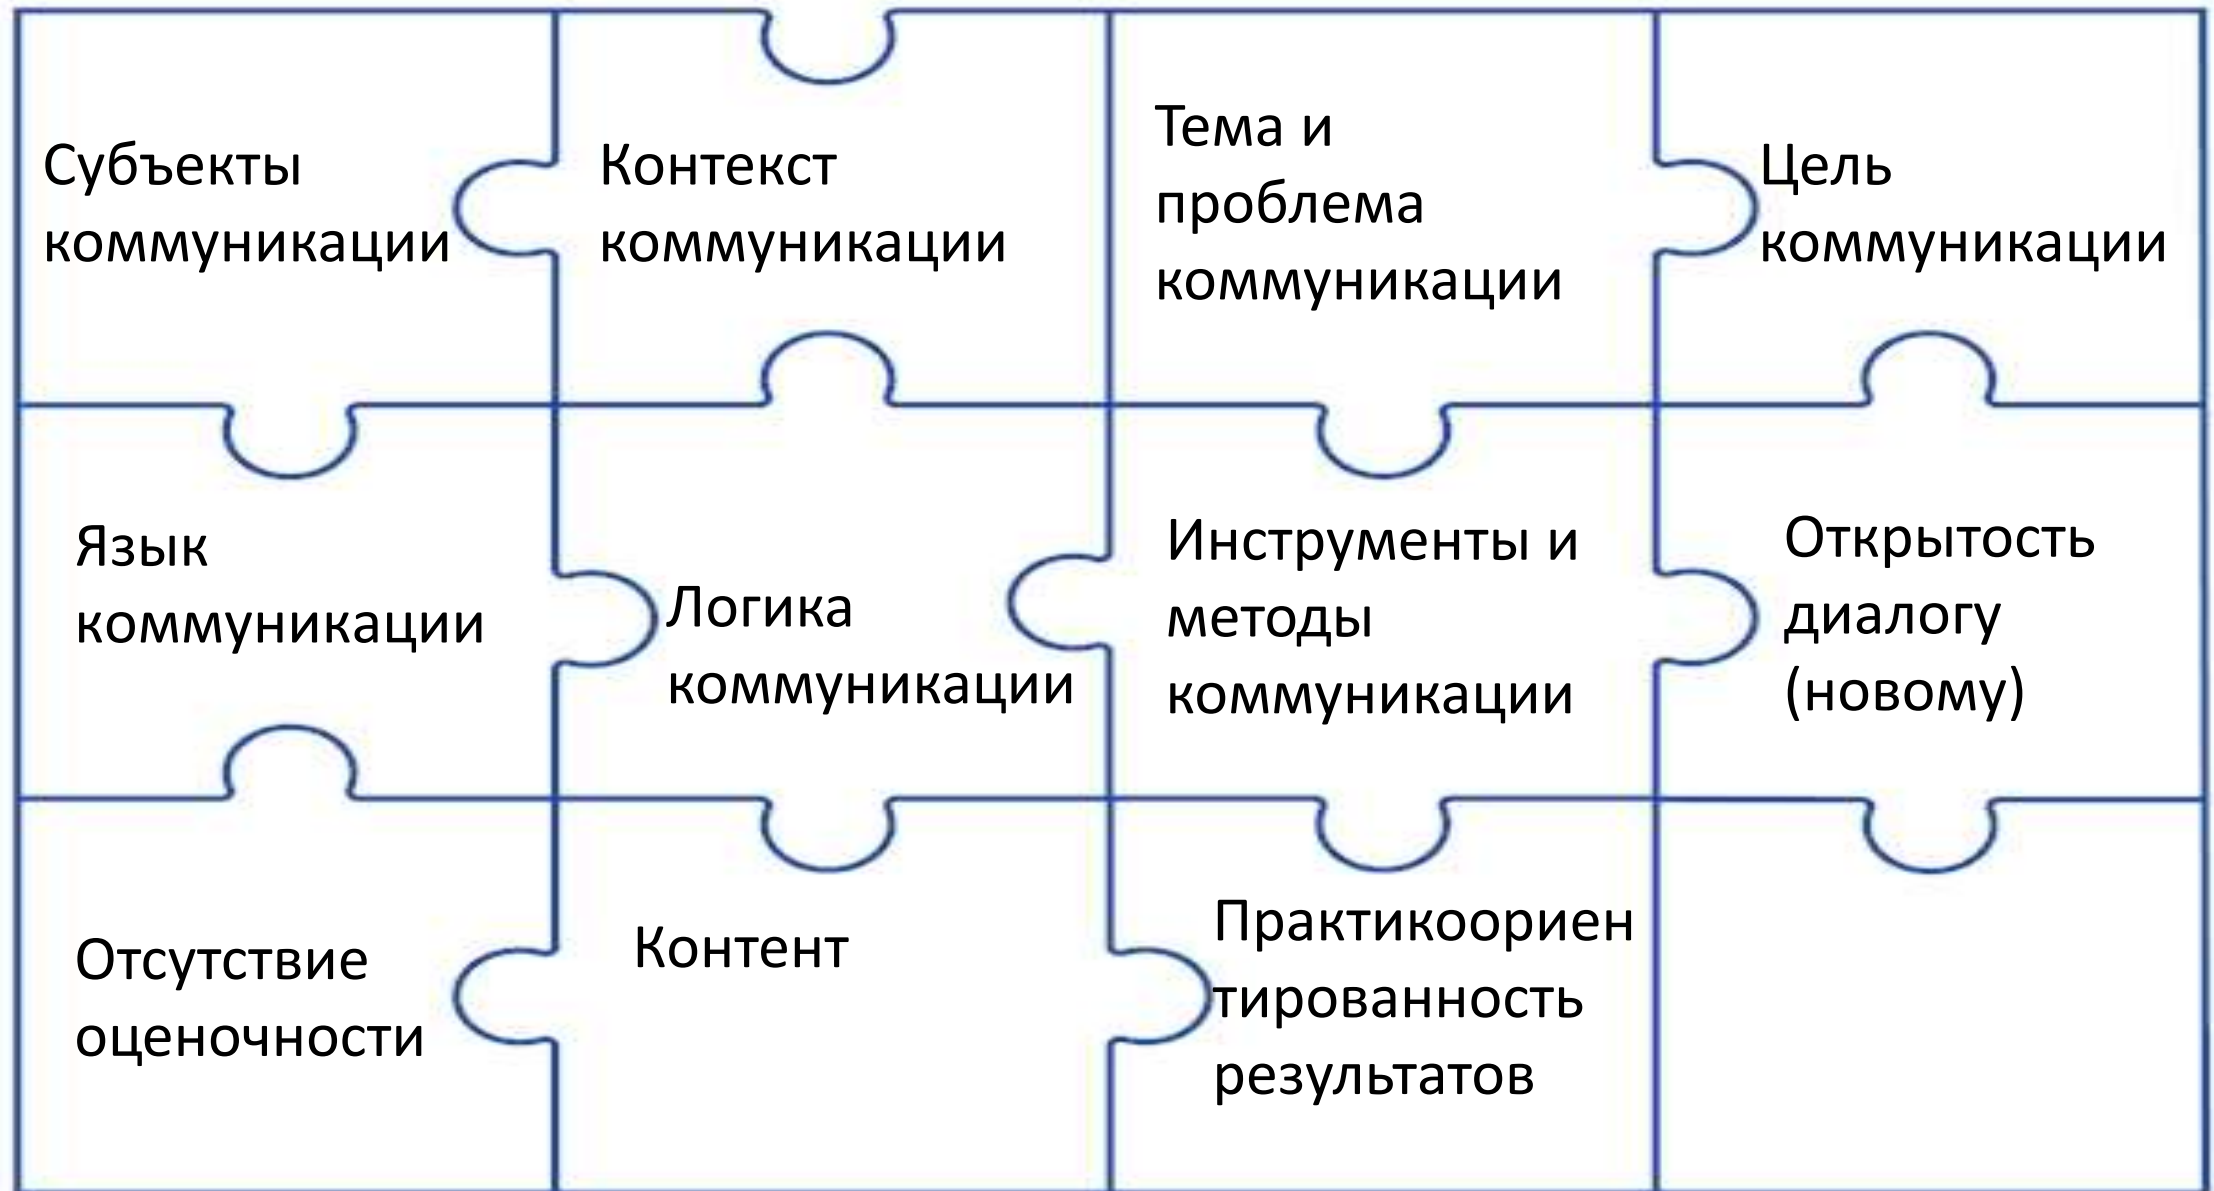 Субъекты
коммуникации
Контекст
коммуникации
Тема и
проблема
коммуникации
Цель
коммуникации
Язык
коммуникации
Логика
коммуникации
Инструменты и
методы
коммуникации
Открытость
диалогу
(новому)
Отсутствие
оценочности
Контент
Практикоориен
тированность
результатов